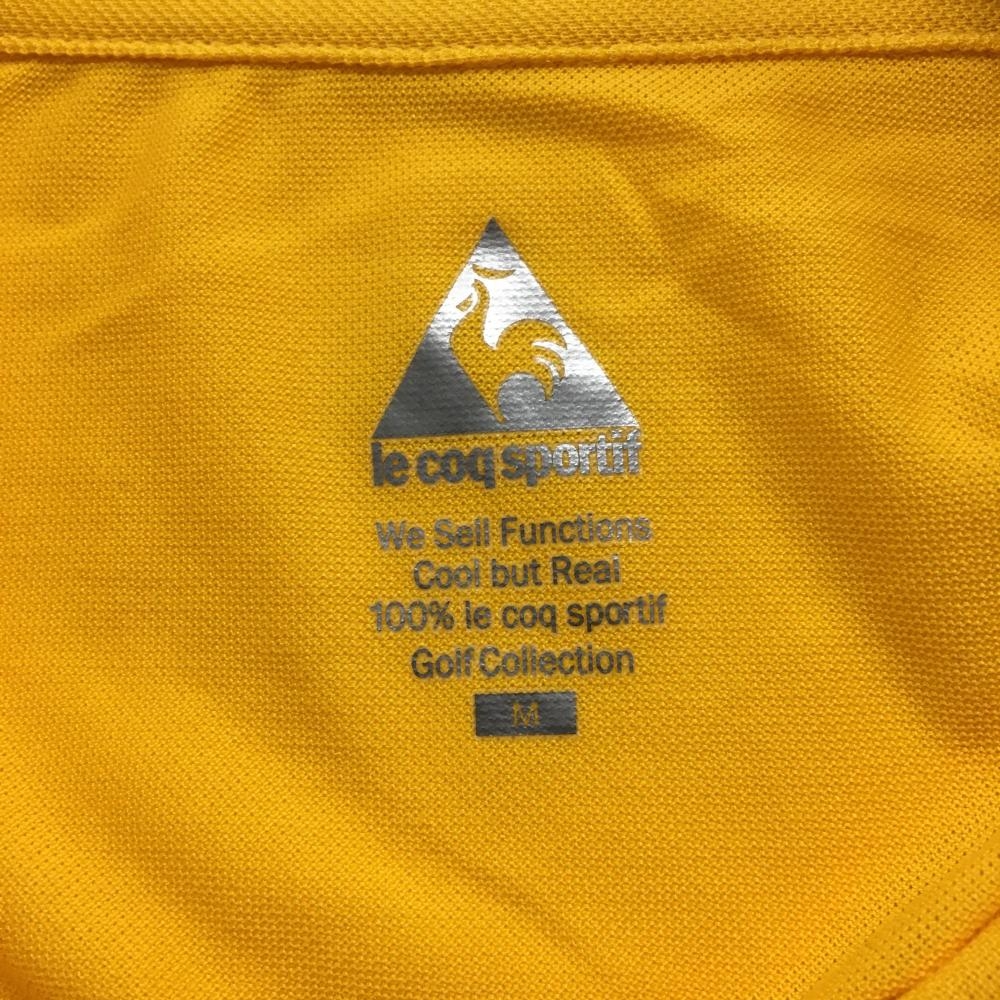 le coq sportif
We Sell Functions
Cool but Real
100% le coq sportif
Golf Collection
M